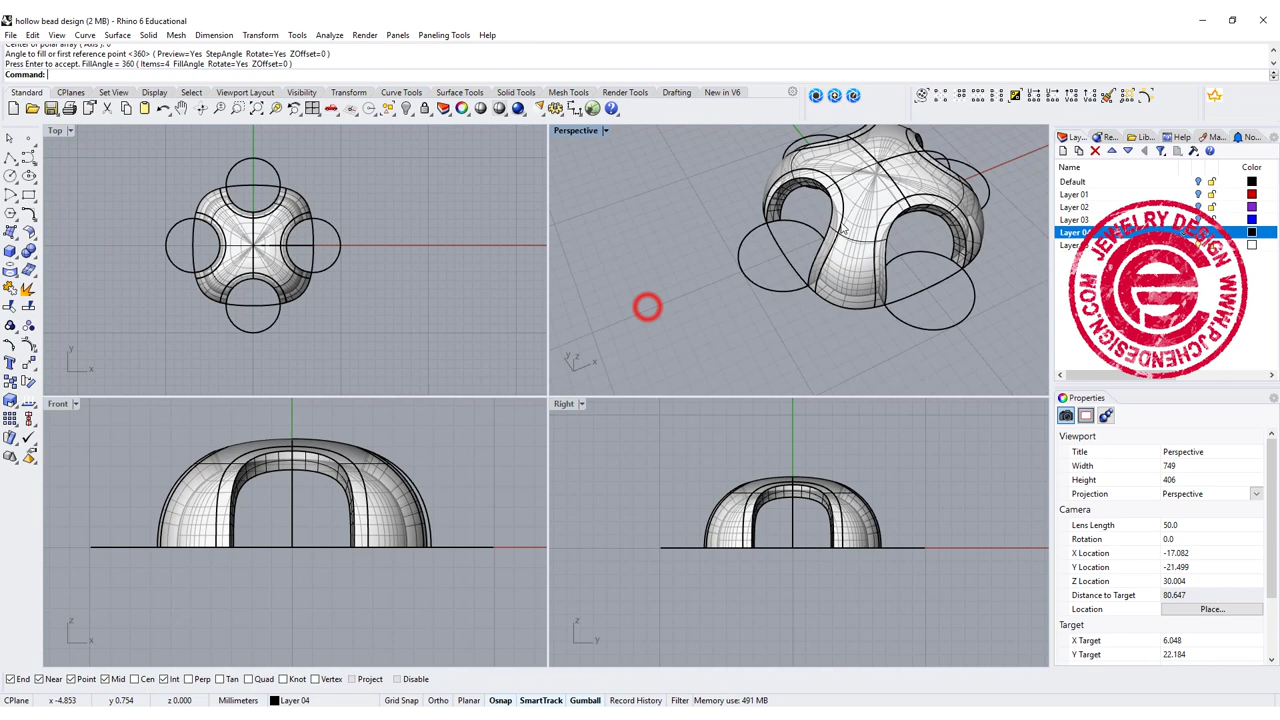 hollow bead design (2 MB) - Rhino 6 Educational
File Edit View Curve Surface Solid Mesh Dimension Transform Tools Analyze Render Panels Paneling Tools Help
Angle to fill or first reference point <360> ( Preview=Yes StepAngle Rotate=Yes ZOffset=0 )
Press Enter to accept. FillAngle = 360 ( Items=4 FillAngle Rotate=Yes ZOffset=0 )
Command:
Standard CPlanes Set View Display Select Viewport Layout Visibility Transform Curve Tools Surface Tools Solid Tools Mesh Tools Render Tools Drafting New in V6
Top
Perspective
Lay... Re... Lib... Help Ma... No...
Name Color
Default
Layer 01
Layer 02
Layer 03
Layer 04
JEWELRY DESIGN
WWW.PJCHENDESIGN.COM
y
x
y z x
Front
Right
z
x
z
y
Properties
Viewport
Title Perspective
Width 749
Height 406
Projection Perspective
Camera
Lens Length 50.0
Rotation 0.0
X Location -17.082
Y Location -21.499
Z Location 30.004
Distance to Target 80.647
Location Place...
Target
X Target 6.048
Y Target 22.184
End Near Point Mid Cen Int Perp Tan Quad Knot Vertex Project Disable
CPlane x -4.853 y 0.754 z 0.000 Millimeters Layer 04 Grid Snap Ortho Planar Osnap SmartTrack Gumball Record History Filter Memory use: 491 MB